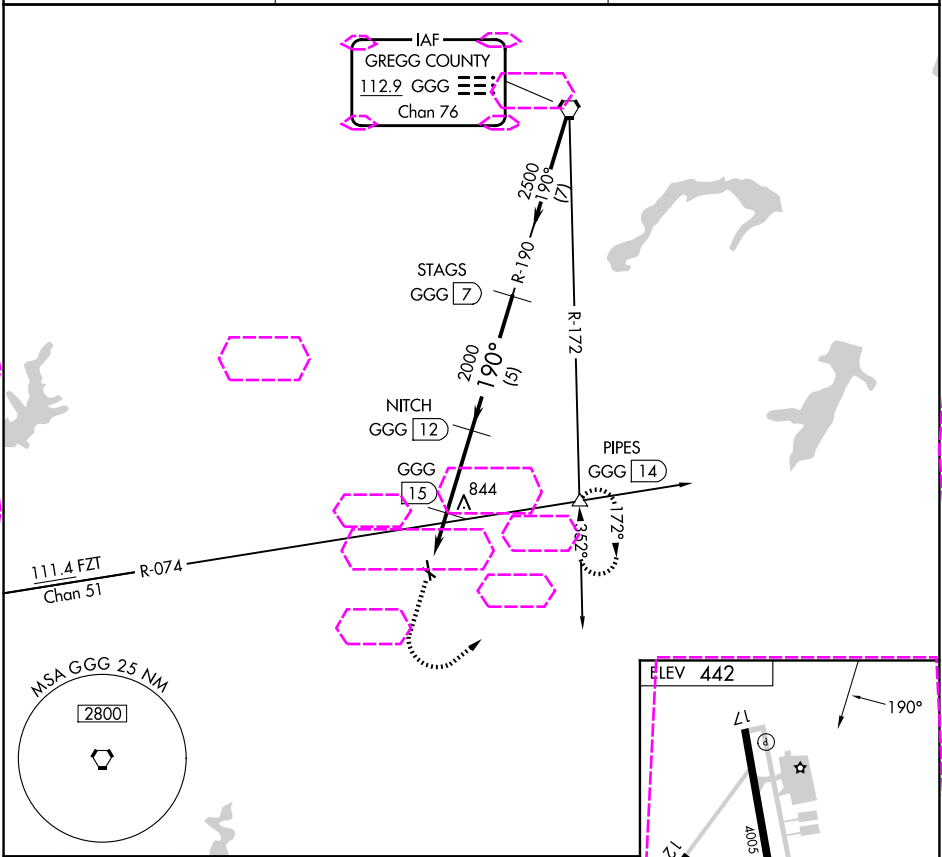 IAF
GREGG COUNTY
112.9 GGG
Chan 76
2500
190°
(7)
R-190
STAGS
GGG 7
R-172
2000
190°
(5)
NITCH
GGG 12
PIPES
GGG 14
GGG
15
844
172°
352°
111.4 FZT
R-074
Chan 51
MSA GGG 25 NM
2800
ELEV 442
190°
17
P
4005
12